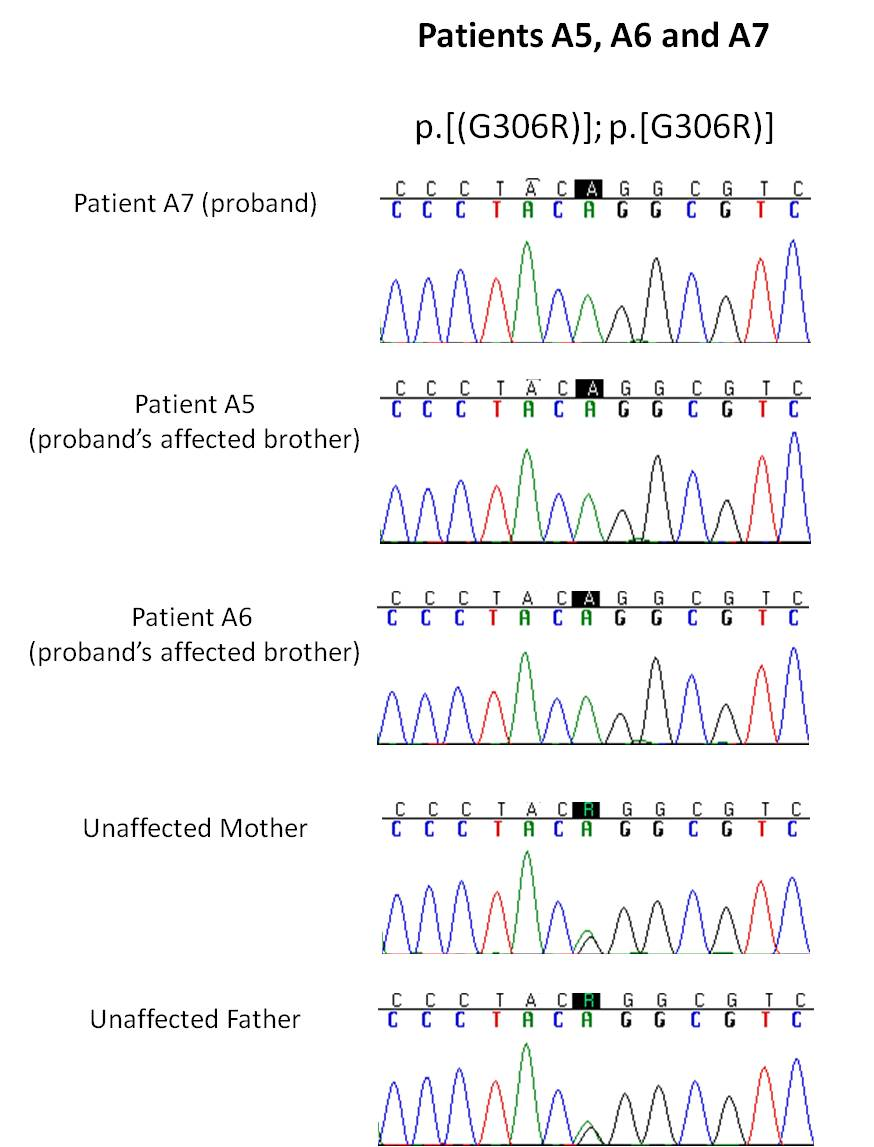 Patients A5, A6 and A7
p.[(G306R)]; p.[G306R)]
Patient A7 (proband)
C C C T A C A G G C G T C
C C C T A C A G G C G T C
Patient A5
(proband’s affected brother)
C C C T A C A G G C G T C
C C C T A C A G G C G T C
Patient A6
(proband’s affected brother)
C C C T A C A G G C G T C
C C C T A C A G G C G T C
Unaffected Mother
C C C T A C R G G C G T C
C C C T A C A G G C G T C
Unaffected Father
C C C T A C R G G C G T C
C C C T A C A G G C G T C